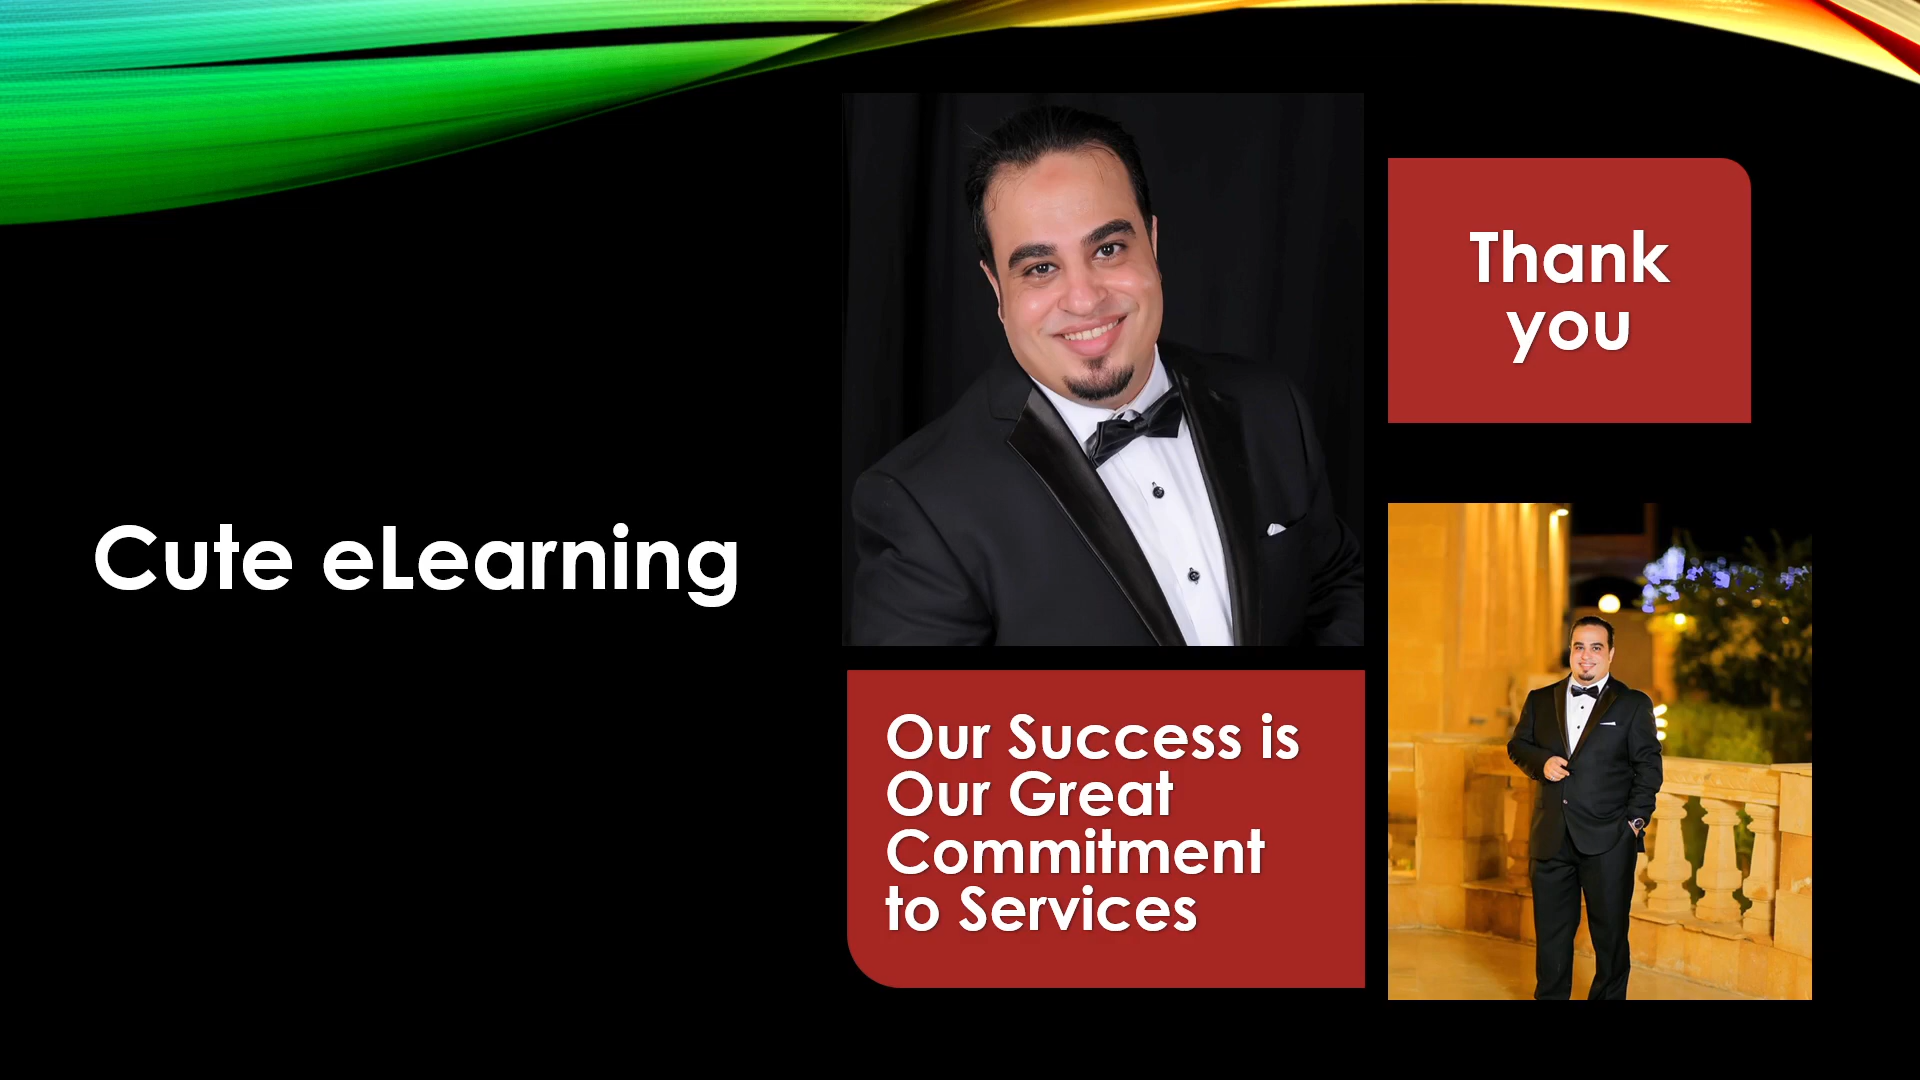 Cute eLearning
Thank
you
Our Success is
Our Great
Commitment
to Services